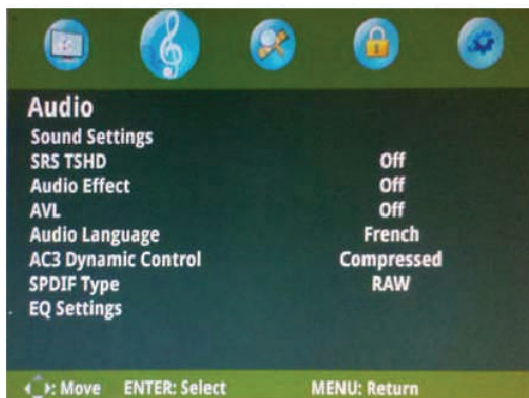 Audio
Sound Settings
SRS TSHD Off
Audio Effect Off
AVL Off
Audio Language French
AC3 Dynamic Control Compressed
SPDIF Type RAW
EQ Settings
: Move ENTER: Select MENU: Return